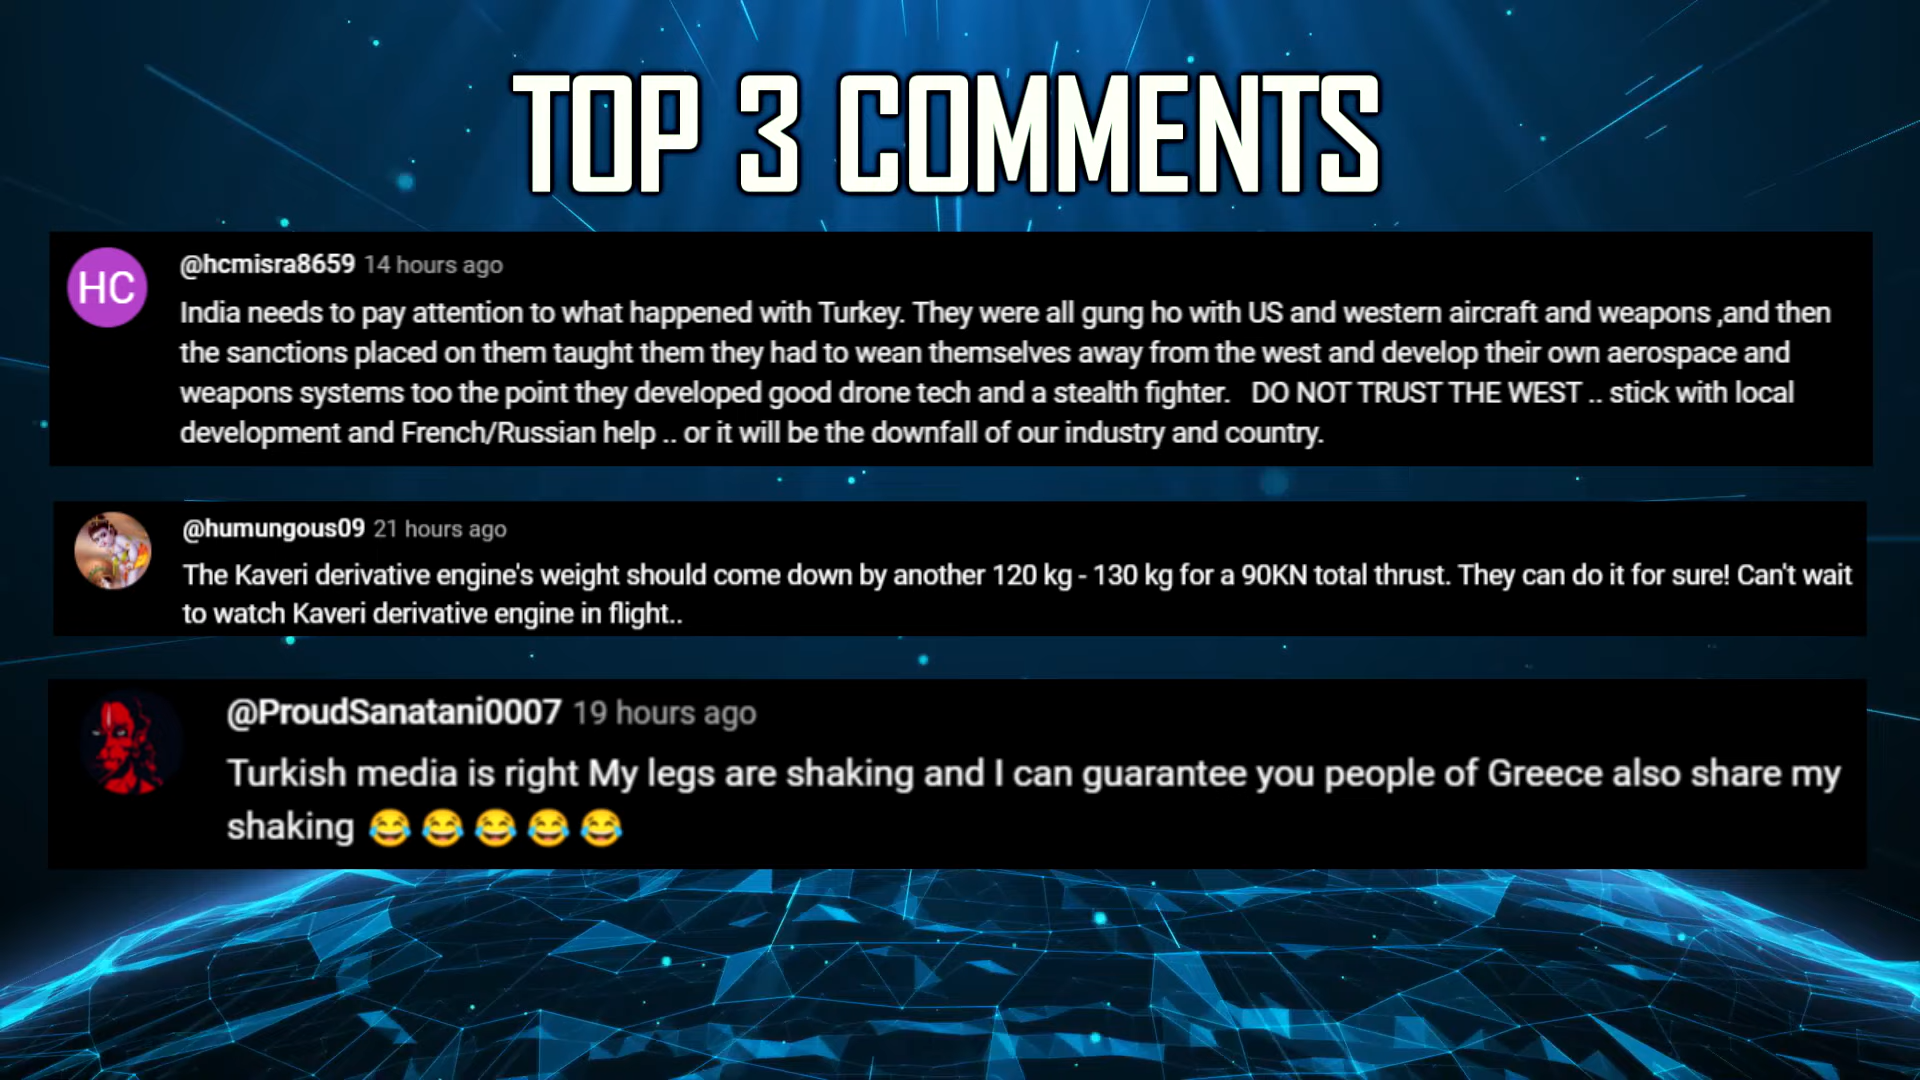 TOP 3 COMMENTS
HC
@hcmisra8659 14 hours ago
India needs to pay attention to what happened with Turkey. They were all gung ho with US and western aircraft and weapons ,and then
the sanctions placed on them taught them they had to wean themselves away from the west and develop their own aerospace and
weapons systems too the point they developed good drone tech and a stealth fighter.   DO NOT TRUST THE WEST .. stick with local
development and French/Russian help .. or it will be the downfall of our industry and country.
@humungous09 21 hours ago
The Kaveri derivative engine's weight should come down by another 120 kg - 130 kg for a 90KN total thrust. They can do it for sure! Can't wait
to watch Kaveri derivative engine in flight..
@ProudSanatani0007 19 hours ago
Turkish media is right My legs are shaking and I can guarantee you people of Greece also share my
shaking 😂😂😂😂😂